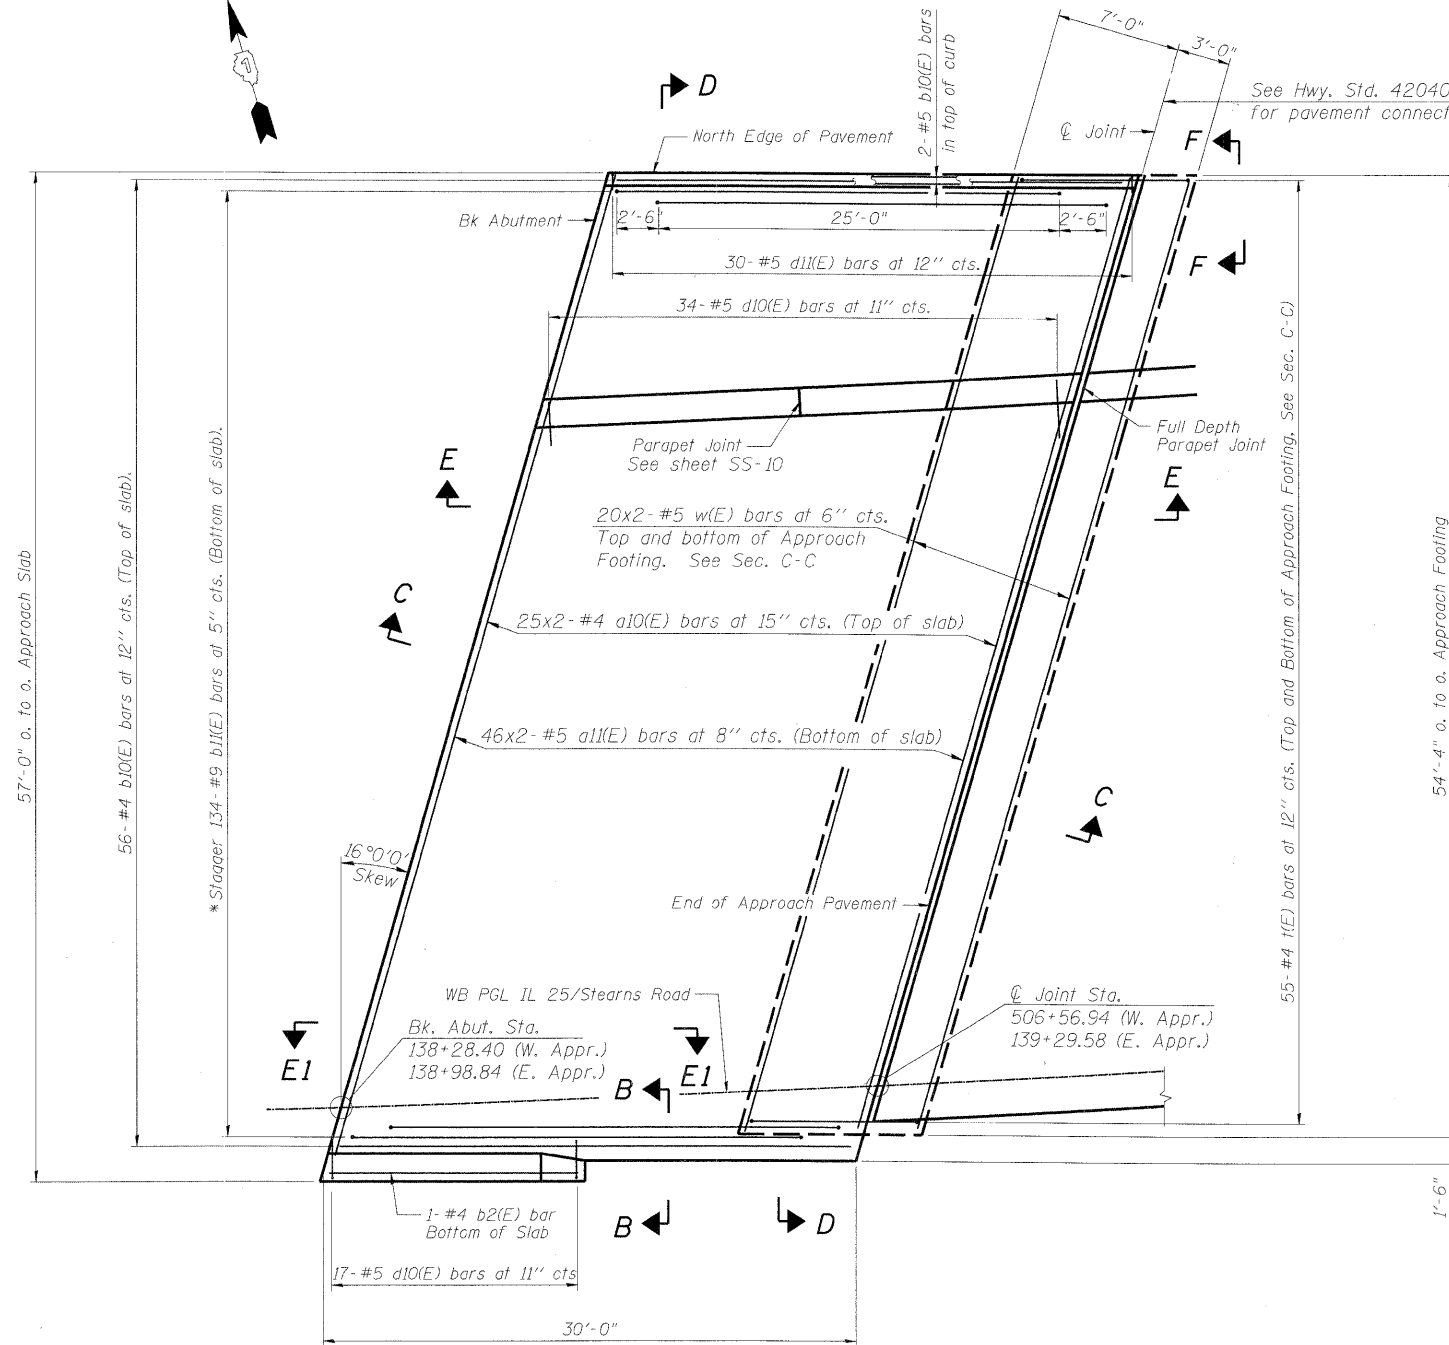 7'-0"
3'-0"
2-#5 b10(E) bars
in top of curb
See Hwy. Std. 42040
for pavement connect
D
North Edge of Pavement
℄ Joint
F
Bk Abutment
2'-6"
25'-0"
2'-6"
F
30-#5 d11(E) bars at 12" cts.
34-#5 d10(E) bars at 11" cts.
Parapet Joint
See sheet SS-10
Full Depth
Parapet Joint
E
E
20x2-#5 w(E) bars at 6" cts.
Top and bottom of Approach
Footing. See Sec. C-C
C
25x2-#4 a10(E) bars at 15" cts. (Top of slab)
46x2-#5 a11(E) bars at 8" cts. (Bottom of slab)
C
57'-0" o. to o. Approach Slab
56-#4 b10(E) bars at 12" cts. (Top of slab).
*Stagger 134-#9 b11(E) bars at 5" cts. (Bottom of slab).
55-#4 t(E) bars at 12" cts. (Top and Bottom of Approach Footing, See Sec. C-C)
54'-4" o. to o. Approach Footing
16°0'0"
Skew
End of Approach Pavement
WB PGL IL 25/Stearns Road
℄ Joint Sta.
506+56.94 (W. Appr.)
139+29.58 (E. Appr.)
Bk. Abut. Sta.
138+28.40 (W. Appr.)
138+98.84 (E. Appr.)
E1
E1
B
1'-6"
1-#4 b2(E) bar
Bottom of Slab
B
D
17-#5 d10(E) bars at 11" cts
30'-0"